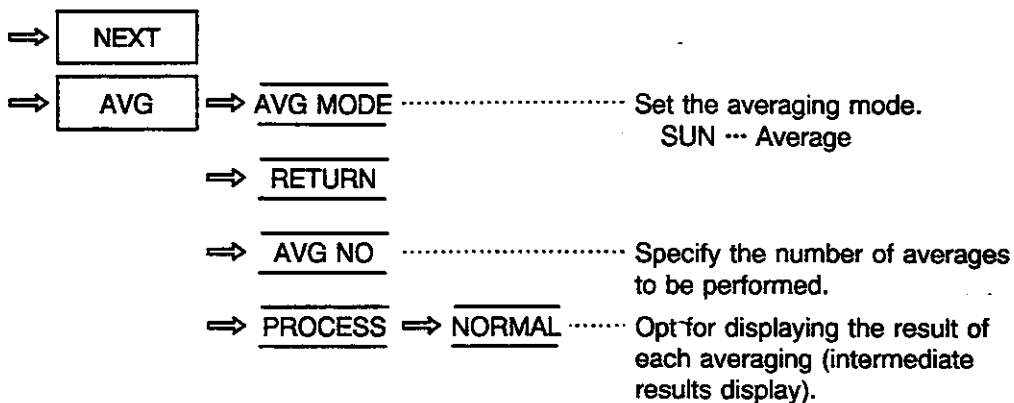 ⇒ NEXT
⇒ AVG ⇒ AVG MODE ························ Set the averaging mode.
SUN ··· Average
⇒ RETURN
⇒ AVG NO ······················ Specify the number of averages
to be performed.
⇒ PROCESS ⇒ NORMAL ······· Opt for displaying the result of
each averaging (intermediate
results display).